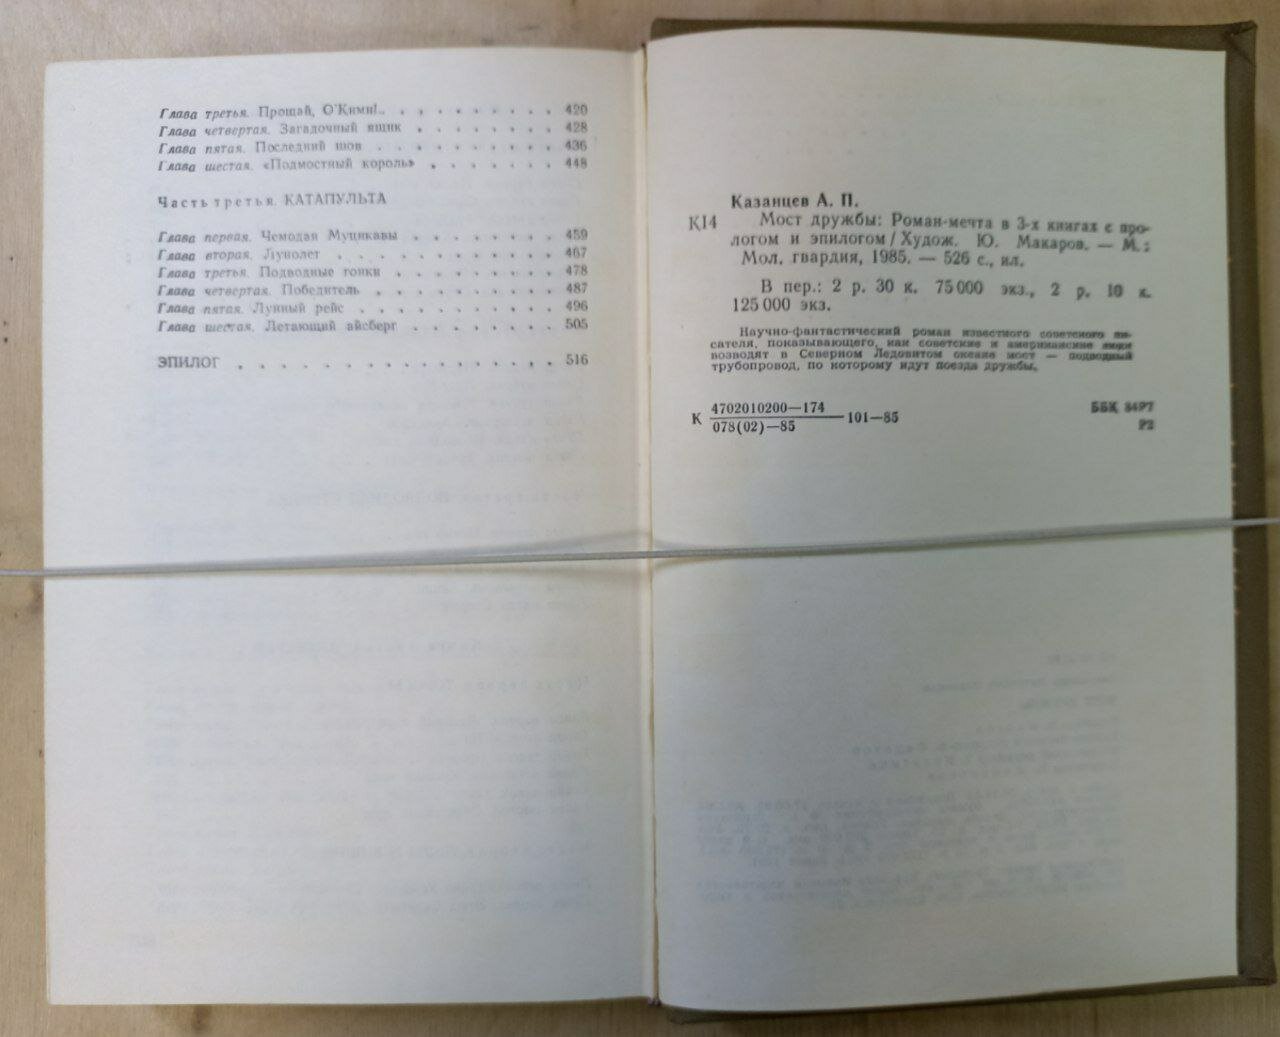 Глава третья. Прощай, О'Кими!.. . . . . . . . . . 420
Глава четвертая. Загадочный ящик . . . . . . . . 428
Глава пятая. Последний шов . . . . . . . . . . 436
Глава шестая. «Подмостный король» . . . . . . . 448
Часть третья. КАТАПУЛЬТА
Глава первая. Чемодан Муцикавы . . . . . . . . 459
Глава вторая. Лунолет . . . . . . . . . . . . 467
Глава третья. Подводные гонки . . . . . . . . . 478
Глава четвертая. Победитель . . . . . . . . . . 487
Глава пятая. Лунный рейс . . . . . . . . . . . 496
Глава шестая. Летающий айсберг . . . . . . . . 505
ЭПИЛОГ . . . . . . . . . . . . . . . . . 516
Казанцев А. П.
К14 Мост дружбы: Роман-мечта в 3-х книгах с про-
логом и эпилогом / Худож. Ю. Макаров. — М.:
Мол. гвардия, 1985. — 526 с., ил.
В пер.: 2 р. 30 к. 75 000 экз., 2 р. 10 к.
125 000 экз.
Научно-фантастический роман известного советского пи-
сателя, показывающего, как советские и американские люди
возводят в Северном Ледовитом океане мост — подводный
трубопровод, по которому идут поезда дружбы.
К 4702010200—174
078(02)—85 101—85
ББК 84Р7
Р2